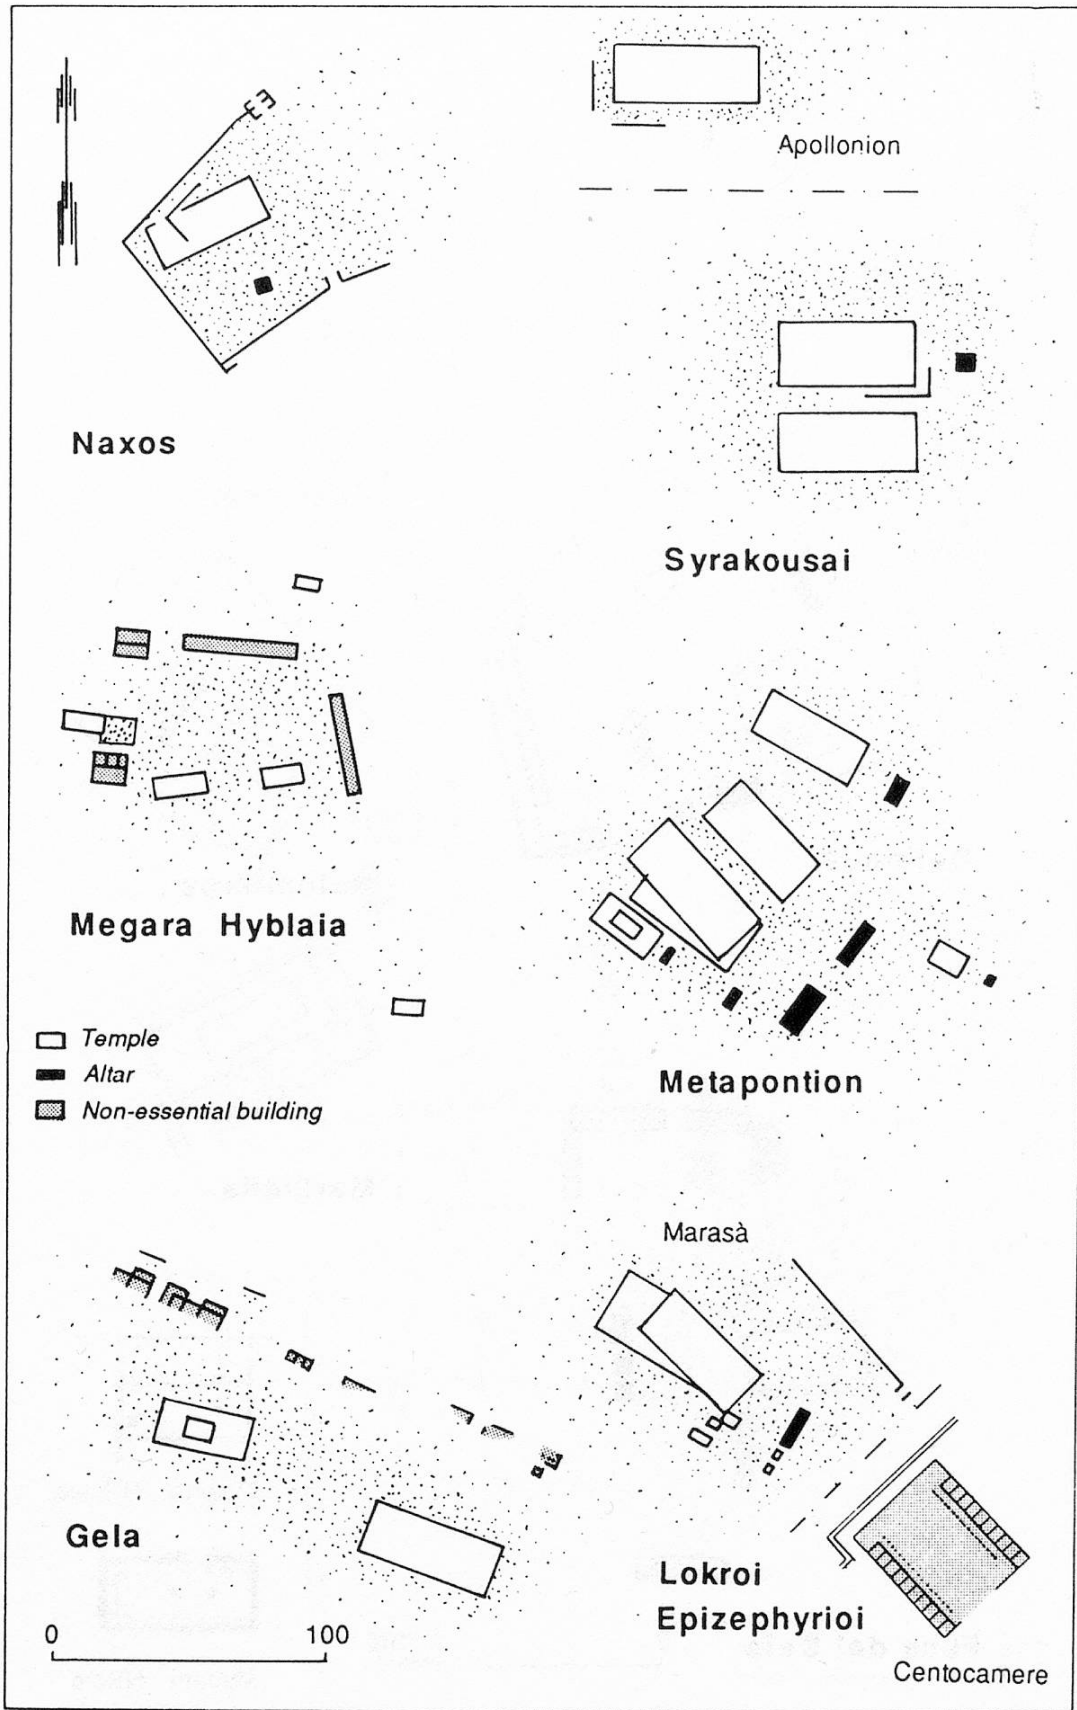 Apollonion
Naxos
Syrakousai
Megara Hyblaia
Temple
Altar
Non-essential building
Metapontion
Marasà
Gela
Lokroi
Epizephyrioi
0 100
Centocamere